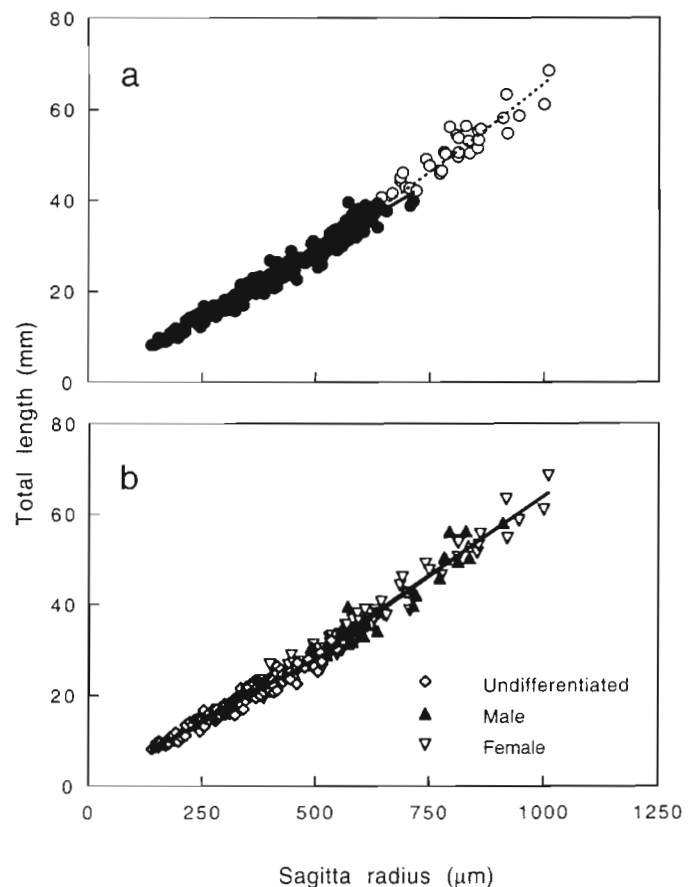 80
a
60
40
20
0
80
b
60
40
20
0
Undifferentiated
Male
Female
0 250 500 750 1000 1250
Total length (mm)
Sagitta radius (μm)